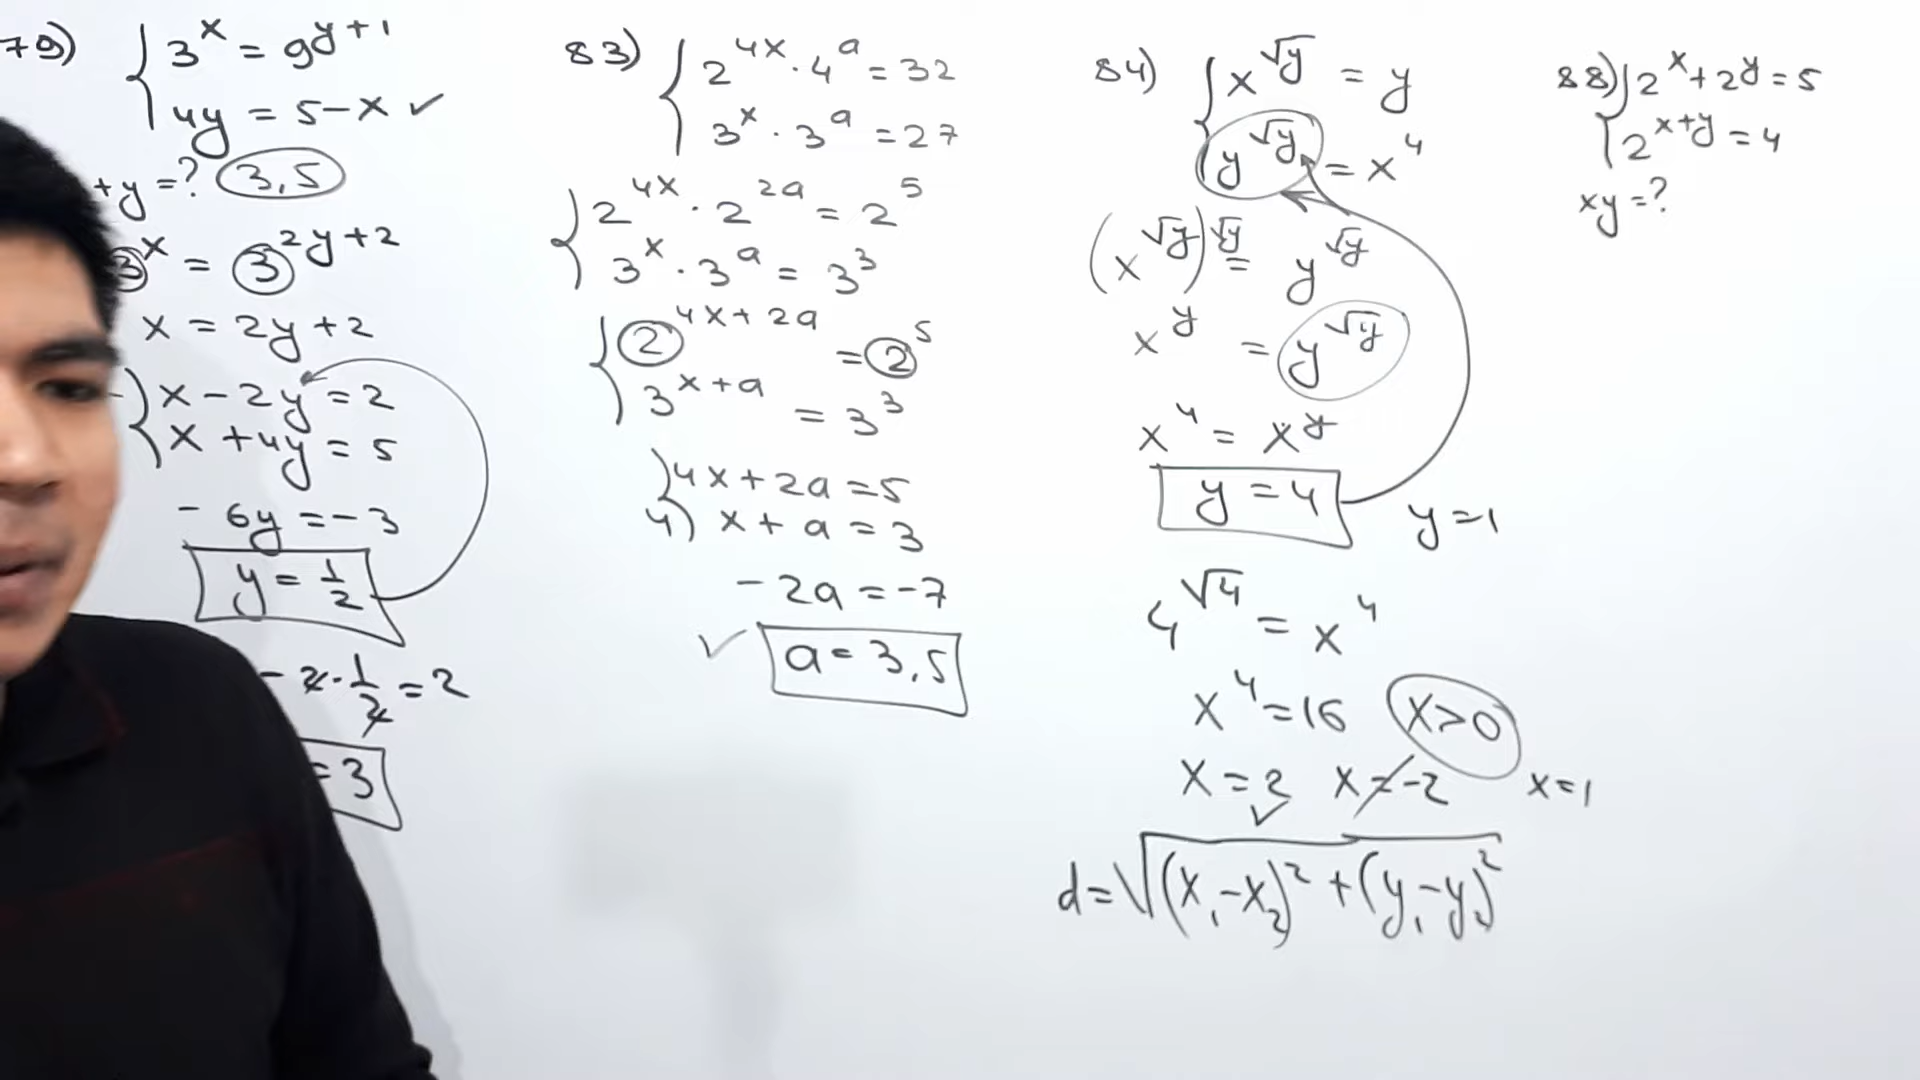 79) { 3^x = 9^{y+1}
4y = 5-x ✓
+y =? 3,5
3^x = 3^{2y+2}
x = 2y+2
x-2y=2
x+4y=5
-6y=-3
y=1/2
-2·1/2=2
=3
83) { 2^{4x}·4^a=32
3^x·3^a=27
{ 2^{4x}·2^{2a}=2^5
3^x·3^a=3^3
{ 2^{4x+2a}=2^5
3^{x+a}=3^3
4x+2a=5
4) x+a=3
-2a=-7
✓ a=3,5
84) { x^{√y}=y
y^{√y}=x^4
(x^{√y})^{√y}=y^{√y}
x^y=y^{√y}
x^4=x^y
y=4 y=1
4^{√4}=x^4
x^4=16 x>0
x=2 ✓ x=-2 x=1
d=√(x₁-x₂)²+(y₁-y₂)²
88) { 2^x+2^y=5
2^{x+y}=4
xy=?